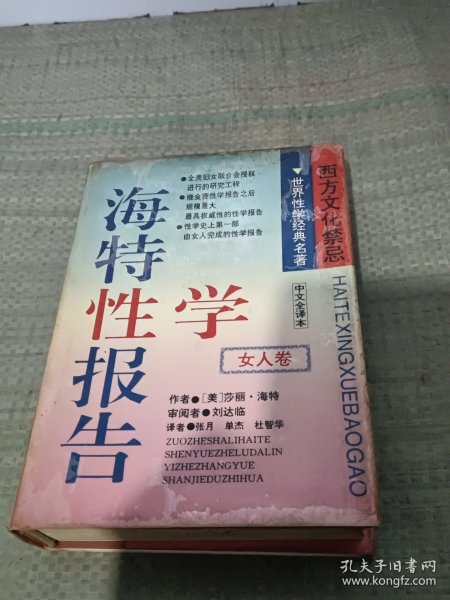 西方文化禁忌
世界性学经典名著
中文全译本
HAITEXINGXUEBAOGAO
●全美妇女联合会授权
进行的研究工程
●继金赛性学报告之后
规模最大
最具权威性的性学报告
●性学史上第一部
由女人完成的性学报告
海特性学报告
女人卷
作者●[美]莎丽·海特
审阅者●刘达临
译者●张月 单杰 杜智华
ZUOZHESHALIHAITE
SHENYUEZHELUDALIN
YIZHEZHANGYUE
SHANJIEDUZHIHUA
孔夫子旧书网
www.kongfz.com